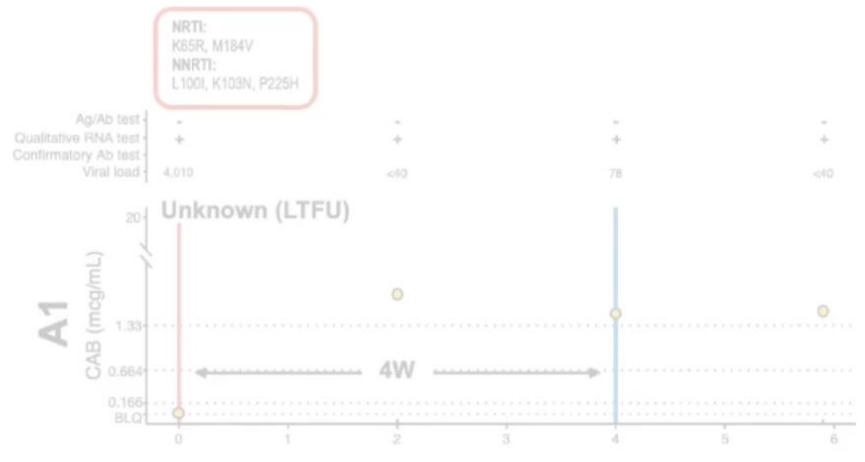 NRTI:
K65R, M184V
NNRTI:
L100I, K103N, P225H
Ag/Ab test - - - -
Qualitative RNA test + + + +
Confirmatory Ab test
Viral load 4,010 <40 78 <40
Unknown (LTFU)
A1
CAB (mcg/mL)
20
1.33
0.664
4W
0.166
BLQ
0 1 2 3 4 5 6